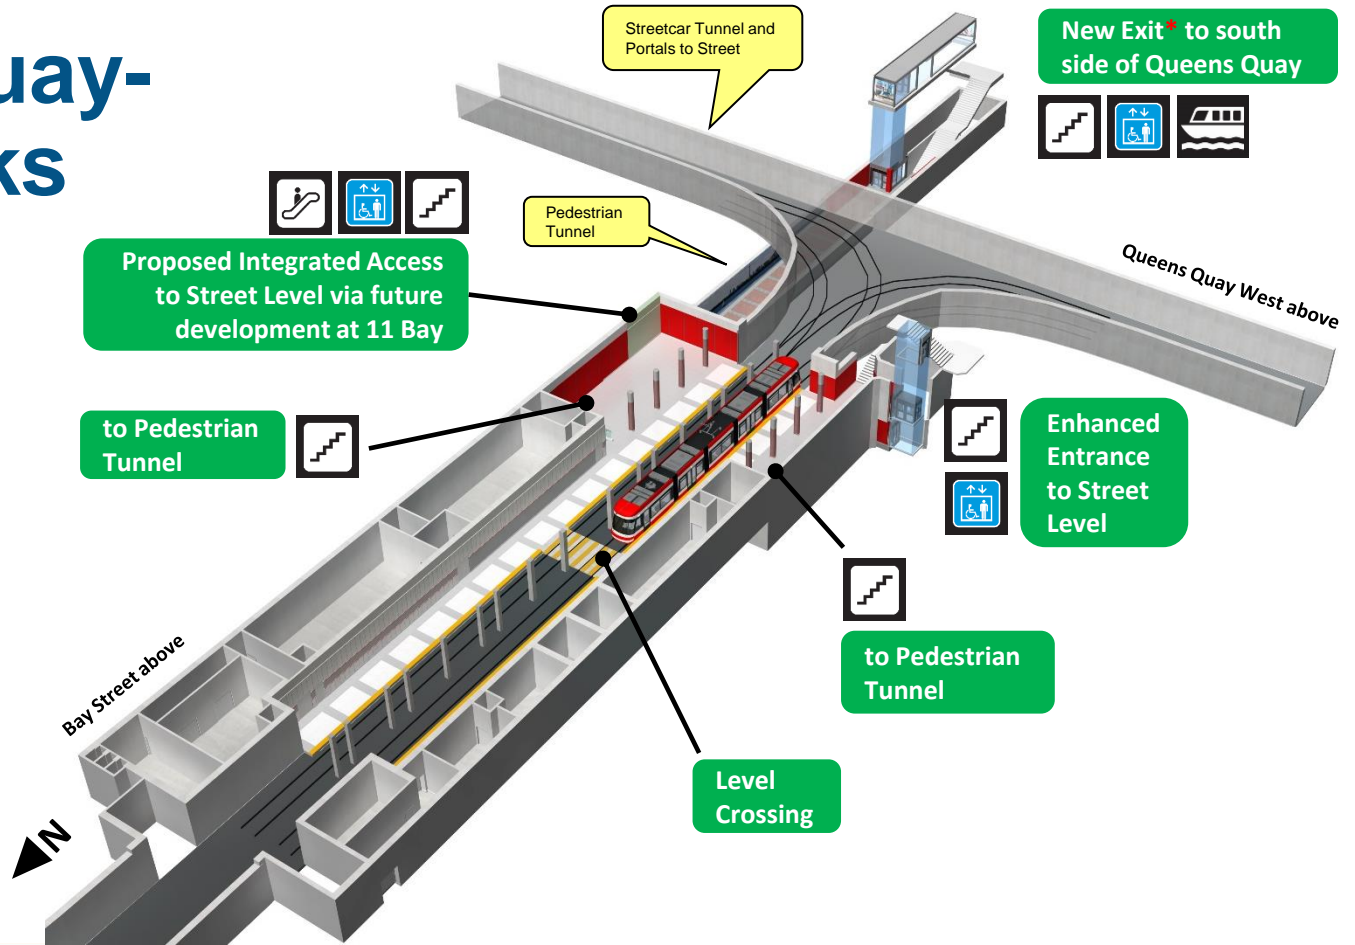 uay-
ks
Streetcar Tunnel and
Portals to Street
New Exit* to south
side of Queens Quay
Pedestrian
Tunnel
Proposed Integrated Access
to Street Level via future
development at 11 Bay
Queens Quay West above
to Pedestrian
Tunnel
Enhanced
Entrance
to Street
Level
Bay Street above
to Pedestrian
Tunnel
Level
Crossing
N